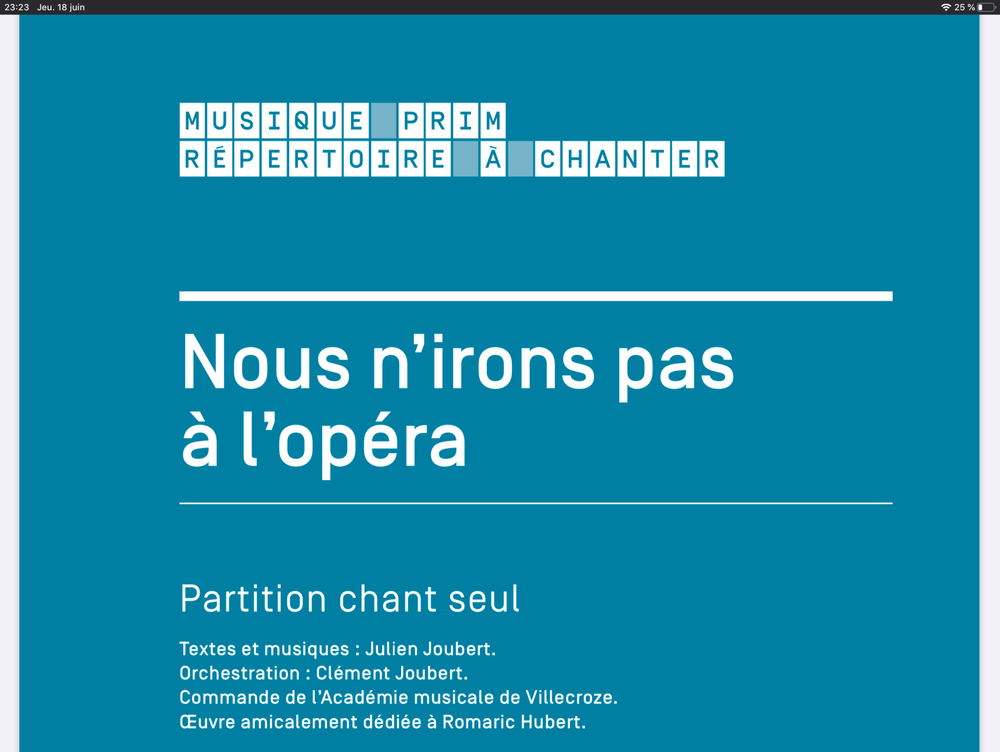 23:23 Jeu. 18 juin 25 %
MUSIQUE PRIM
RÉPERTOIRE À CHANTER
Nous n’irons pas
à l’opéra
Partition chant seul
Textes et musiques : Julien Joubert.
Orchestration : Clément Joubert.
Commande de l’Académie musicale de Villecroze.
Œuvre amicalement dédiée à Romaric Hubert.